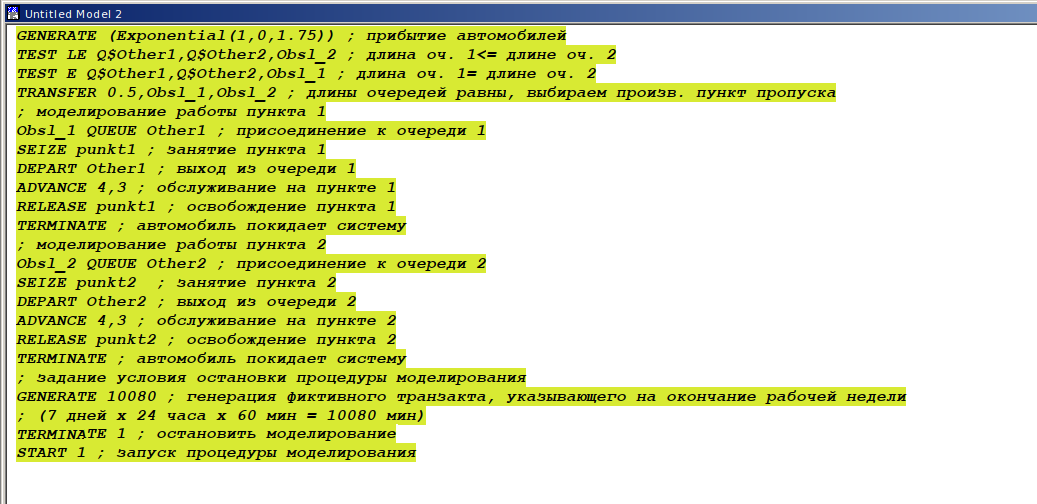 Untitled Model 2
GENERATE (Exponential(1,0,1.75)) ; прибытие автомобилей
TEST LE Q$Other1,Q$Other2,Obsl_2 ; длина оч. 1<= длине оч. 2
TEST E Q$Other1,Q$Other2,Obsl_1 ; длина оч. 1= длине оч. 2
TRANSFER 0.5,Obsl_1,Obsl_2 ; длины очередей равны, выбираем произв. пункт пропуска
; моделирование работы пункта 1
Obsl_1 QUEUE Other1 ; присоединение к очереди 1
SEIZE punkt1 ; занятие пункта 1
DEPART Other1 ; выход из очереди 1
ADVANCE 4,3 ; обслуживание на пункте 1
RELEASE punkt1 ; освобождение пункта 1
TERMINATE ; автомобиль покидает систему
; моделирование работы пункта 2
Obsl_2 QUEUE Other2 ; присоединение к очереди 2
SEIZE punkt2  ; занятие пункта 2
DEPART Other2 ; выход из очереди 2
ADVANCE 4,3 ; обслуживание на пункте 2
RELEASE punkt2 ; освобождение пункта 2
TERMINATE ; автомобиль покидает систему
; задание условия остановки процедуры моделирования
GENERATE 10080 ; генерация фиктивного транзакта, указывающего на окончание рабочей недели
; (7 дней х 24 часа х 60 мин = 10080 мин)
TERMINATE 1 ; остановить моделирование
START 1 ; запуск процедуры моделирования